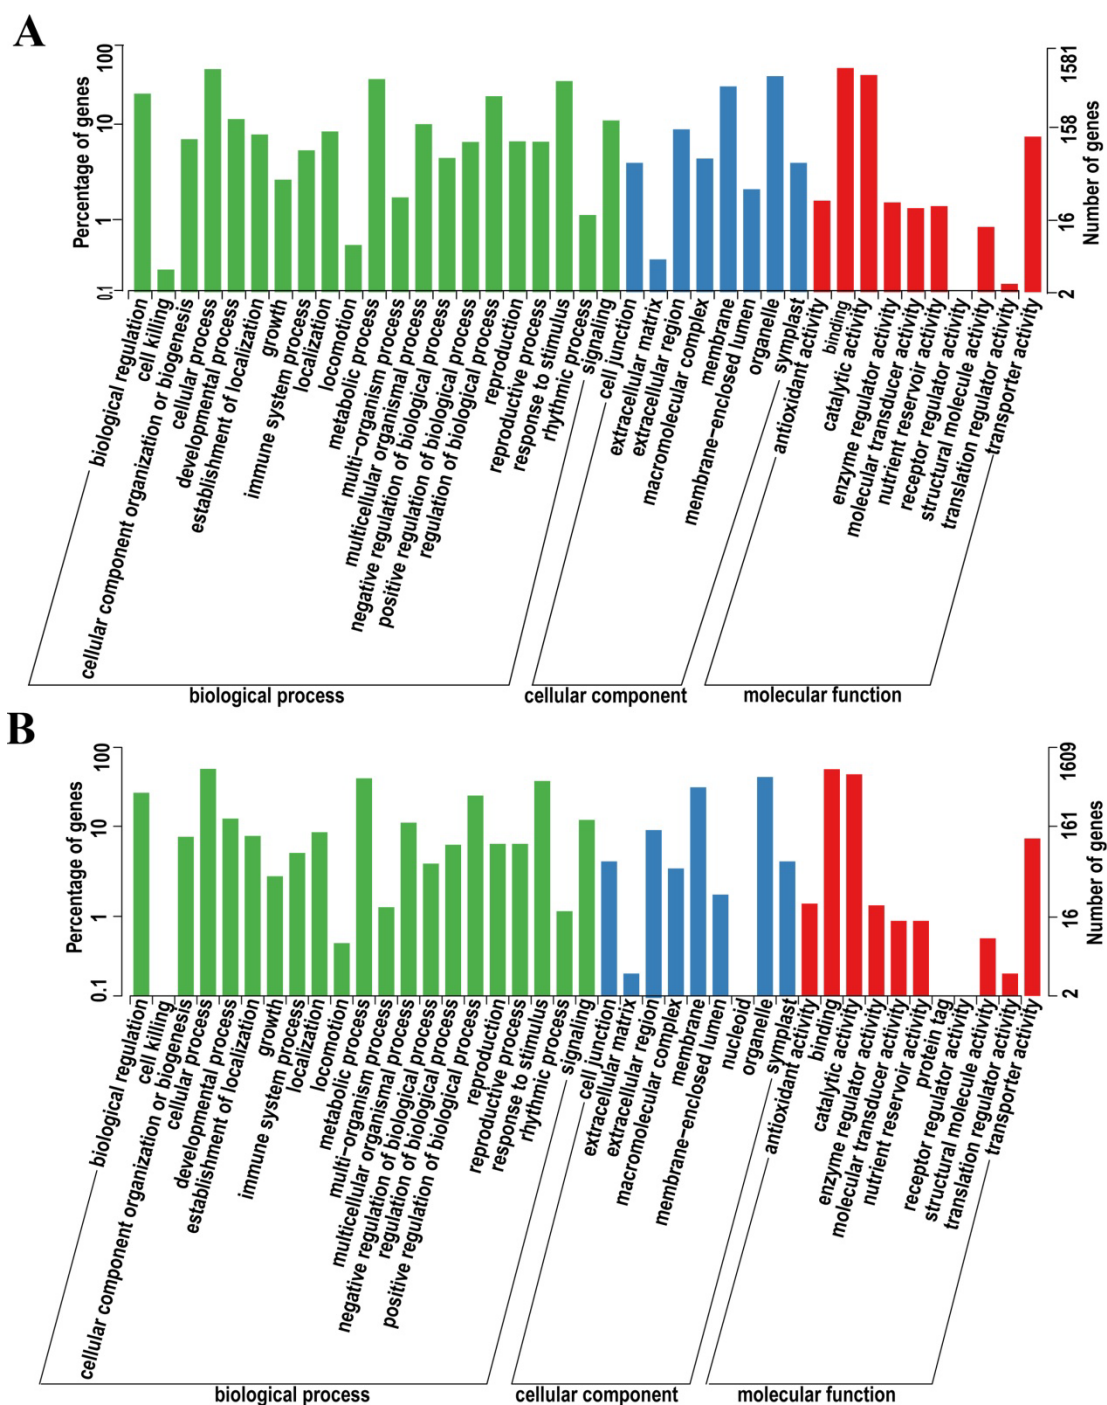 A
Percentage of genes
100
10
1
0.1
Number of genes
1581
158
16
2
biological regulation
cell killing
cellular component organization or biogenesis
cellular process
developmental process
establishment of localization
growth
immune system process
localization
locomotion
metabolic process
multi-organism process
multicellular organismal process
negative regulation of biological process
positive regulation of biological process
regulation of biological process
reproduction
reproductive process
response to stimulus
rhythmic process
signaling
cell junction
extracellular matrix
extracellular region
macromolecular complex
membrane
membrane-enclosed lumen
organelle
symplast
antioxidant activity
binding
catalytic activity
enzyme regulator activity
molecular transducer activity
nutrient reservoir activity
receptor regulator activity
structural molecule activity
translation regulator activity
transporter activity
biological process
cellular component
molecular function
B
Percentage of genes
100
10
1
0.1
Number of genes
1609
161
16
2
biological regulation
cell killing
cellular component organization or biogenesis
cellular process
developmental process
establishment of localization
growth
immune system process
localization
locomotion
metabolic process
multi-organism process
multicellular organismal process
negative regulation of biological process
regulation of biological process
positive regulation of biological process
reproduction
reproductive process
response to stimulus
rhythmic process
signaling
cell junction
extracellular matrix
extracellular region
macromolecular complex
membrane
membrane-enclosed lumen
nucleoid
organelle
symplast
antioxidant activity
binding
catalytic activity
enzyme regulator activity
molecular transducer activity
nutrient reservoir activity
protein tag
receptor regulator activity
structural molecule activity
translation regulator activity
transporter activity
biological process
cellular component
molecular function